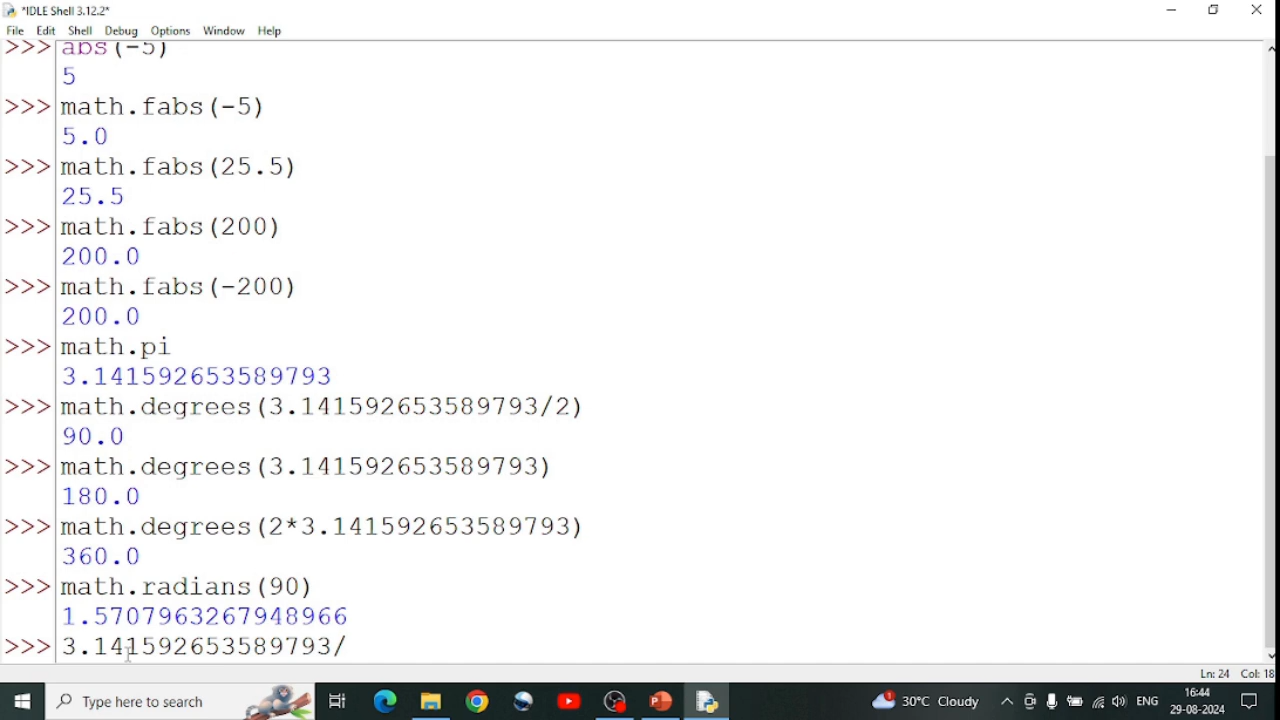 *IDLE Shell 3.12.2*
File Edit Shell Debug Options Window Help
>>> abs(-5)
5
>>> math.fabs(-5)
5.0
>>> math.fabs(25.5)
25.5
>>> math.fabs(200)
200.0
>>> math.fabs(-200)
200.0
>>> math.pi
3.141592653589793
>>> math.degrees(3.141592653589793/2)
90.0
>>> math.degrees(3.141592653589793)
180.0
>>> math.degrees(2*3.141592653589793)
360.0
>>> math.radians(90)
1.5707963267948966
>>> 3.141592653589793/
Ln: 24 Col: 18
Type here to search
1
30°C Cloudy
ENG
16:44
29-08-2024